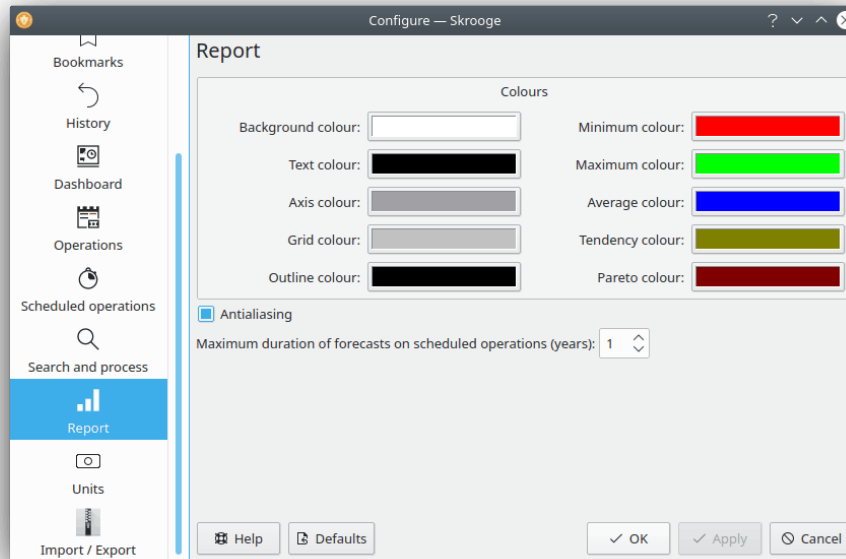 Configure — Skrooge
Bookmarks
History
Dashboard
Operations
Scheduled operations
Search and process
Report
Units
Import / Export
Report
Colours
Background colour:
Minimum colour:
Text colour:
Maximum colour:
Axis colour:
Average colour:
Grid colour:
Tendency colour:
Outline colour:
Pareto colour:
Antialiasing
Maximum duration of forecasts on scheduled operations (years): 1
Help
Defaults
OK
Apply
Cancel